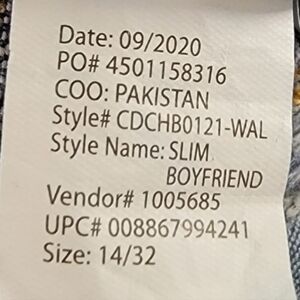 Date: 09/2020
PO# 4501158316
COO: PAKISTAN
Style# CDCHB0121-WAL
Style Name: SLIM
BOYFRIEND
Vendor# 1005685
UPC# 008867994241
Size: 14/32